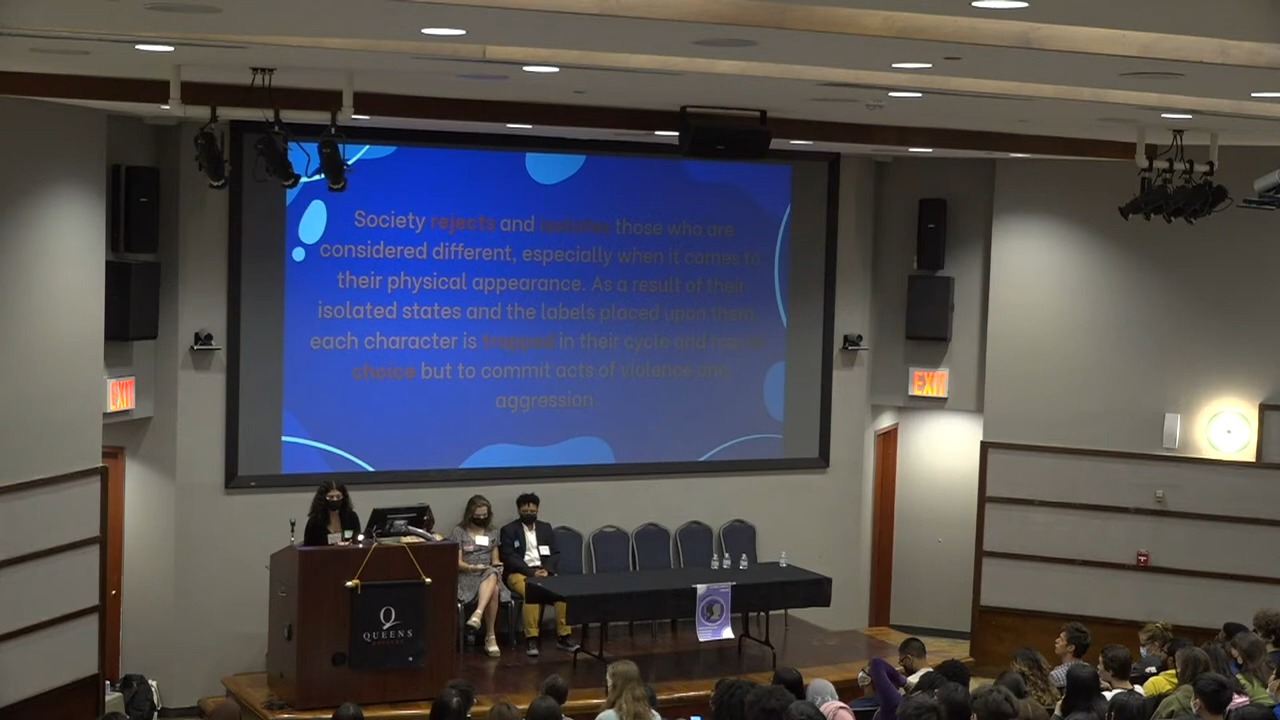 Society rejects and isolates those who are
considered different, especially when it comes to
their physical appearance. As a result of their
isolated states and the labels placed upon them,
each character is trapped in their cycle and has no
choice but to commit acts of violence and
aggression.
EXIT
EXIT
Q
QUEENS